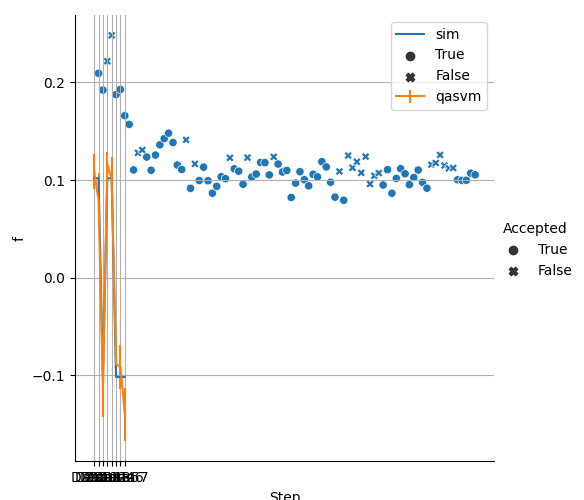 sim
True
False
qasvm
0.2
0.1
0.0
−0.1
f
Accepted
True
False
Step